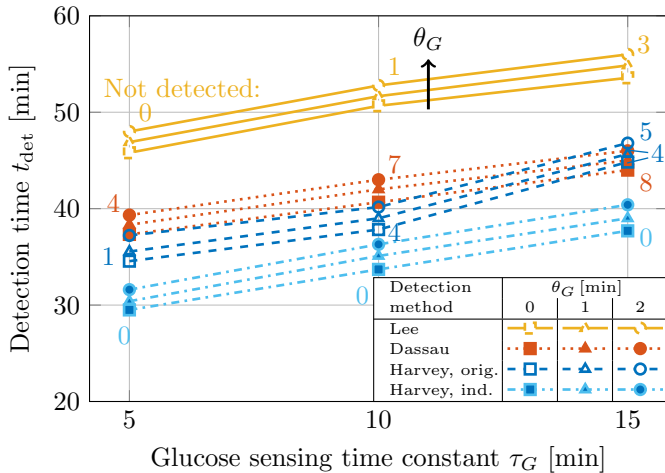 60
50
40
30
20
Detection time t_det [min]
θ_G
Not detected:
0
1
3
4
7
5
4
8
1
4
0
0
0
Detection method
θ_G [min]
0 1 2
Lee
Dassau
Harvey, orig.
Harvey, ind.
5 10 15
Glucose sensing time constant τ_G [min]